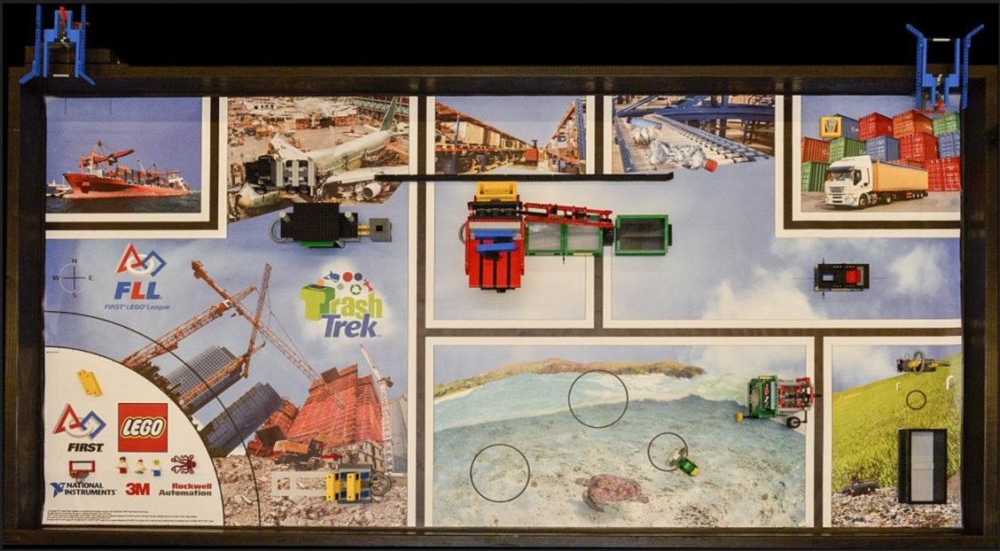 N
W E
S
FLL
FIRST LEGO League
Trash
Trek
FIRST
LEGO
NATIONAL
INSTRUMENTS
3M
Rockwell
Automation